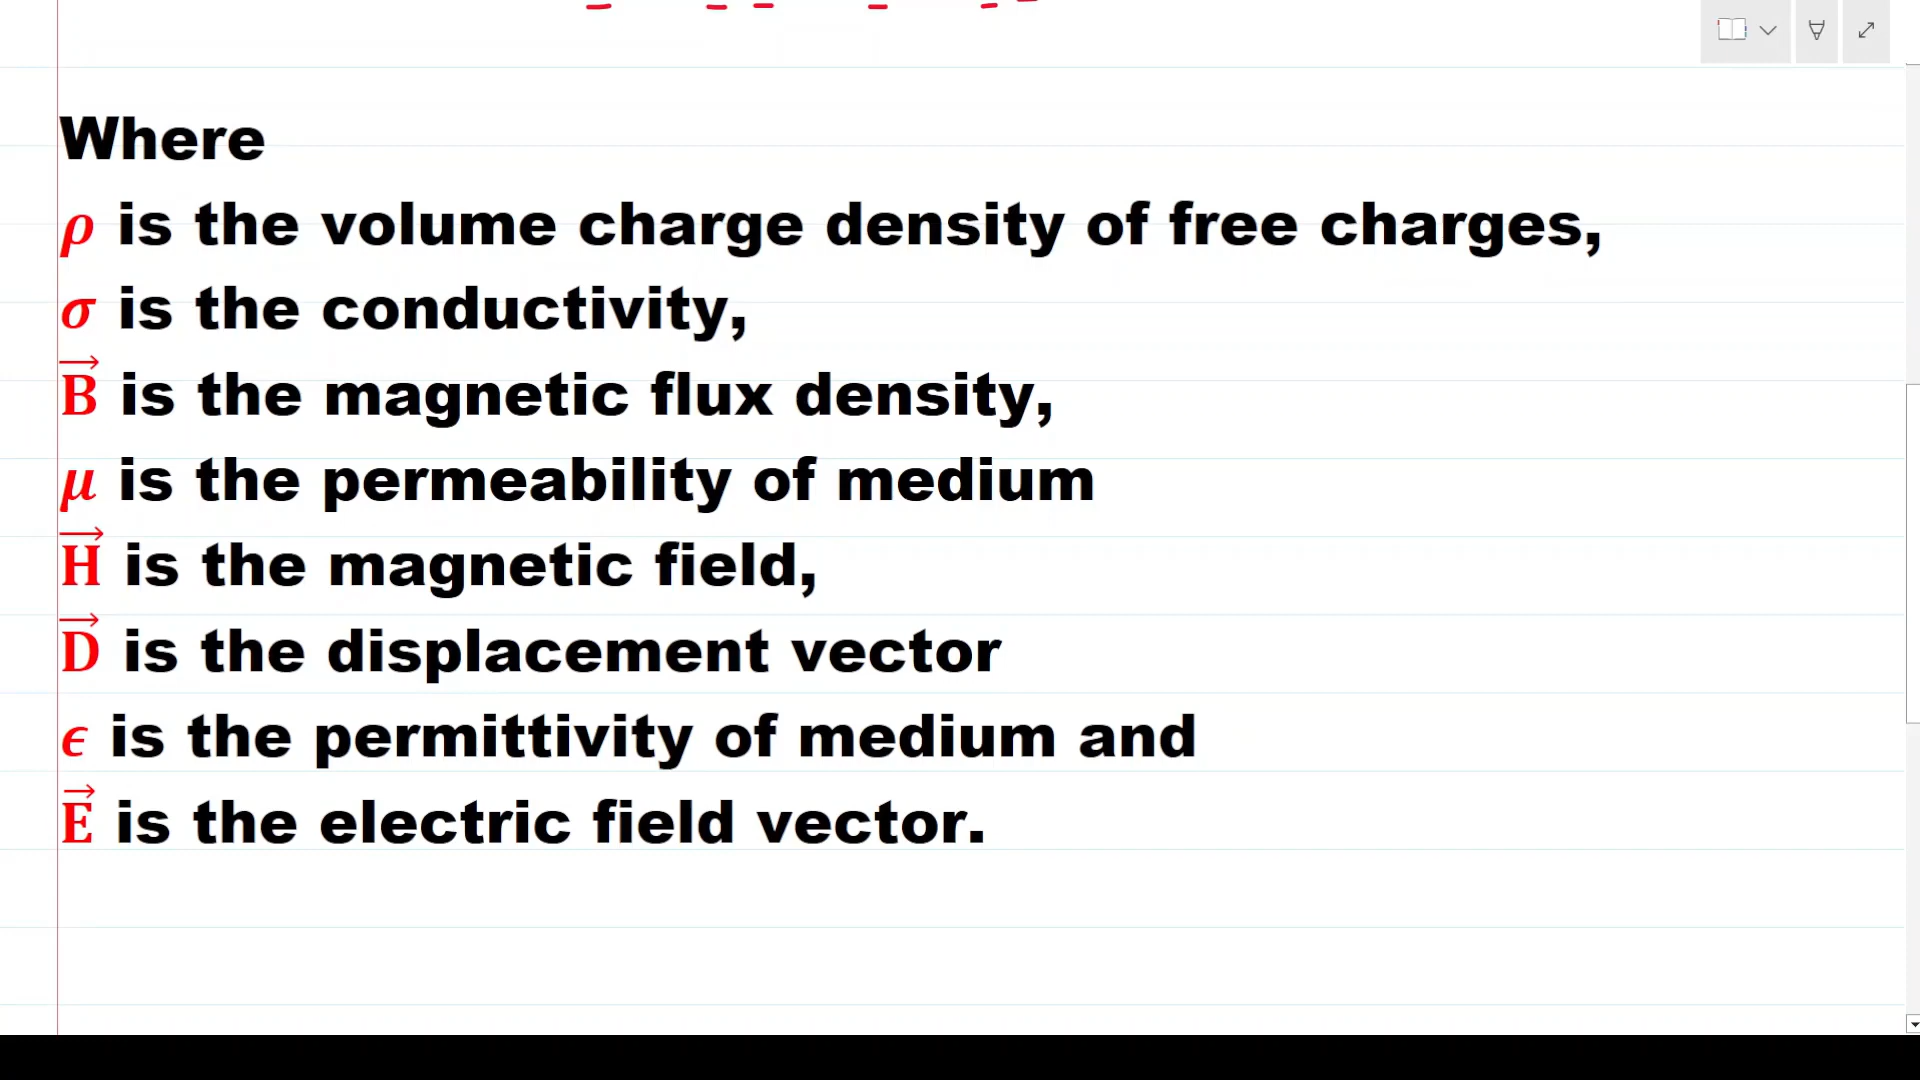 Where
ρ is the volume charge density of free charges,
σ is the conductivity,
B⃗ is the magnetic flux density,
μ is the permeability of medium
H⃗ is the magnetic field,
D⃗ is the displacement vector
ϵ is the permittivity of medium and
E⃗ is the electric field vector.